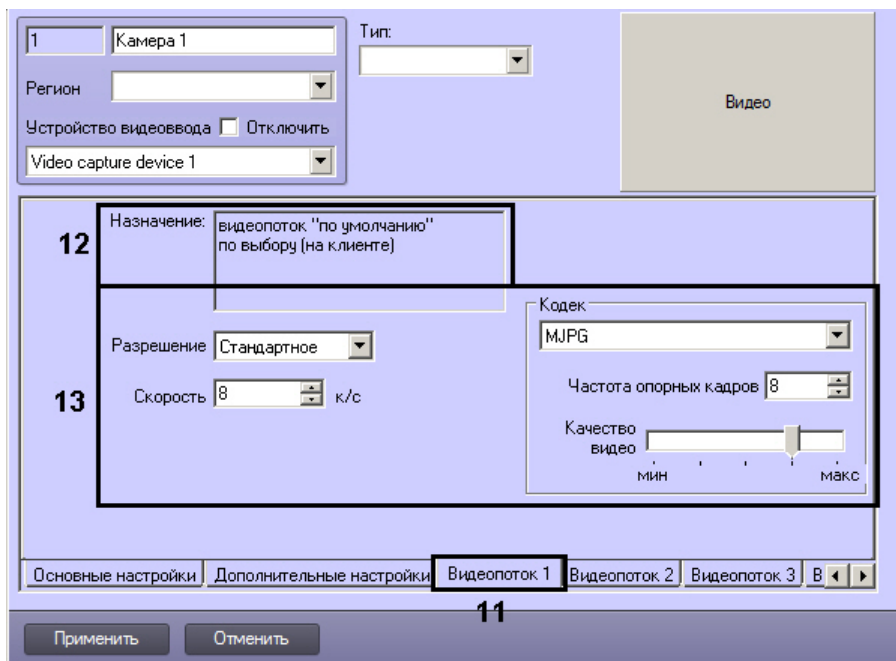 1
Камера 1
Тип:
Регион
Устройство видеоввода Отключить
Video capture device 1
Видео
12
Назначение:
видеопоток "по умолчанию"
по выбору (на клиенте)
13
Разрешение Стандартное
Скорость 8 к/с
Кодек
MJPG
Частота опорных кадров 8
Качество
видео
мин макс
Основные настройки Дополнительные настройки Видеопоток 1 Видеопоток 2 Видеопоток 3 В
11
Применить Отменить